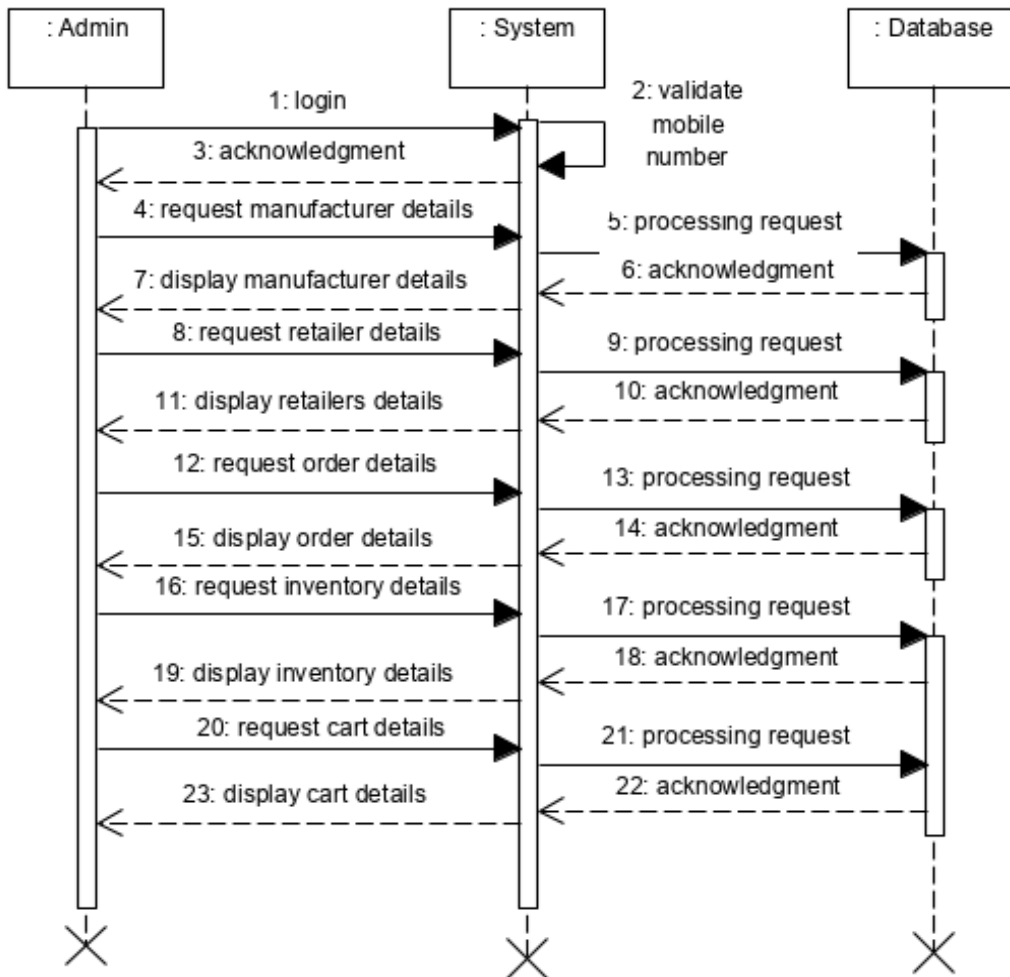 : Admin
: System
: Database
1: login
2: validate
mobile
number
3: acknowledgment
4: request manufacturer details
5: processing request
6: acknowledgment
7: display manufacturer details
8: request retailer details
9: processing request
10: acknowledgment
11: display retailers details
12: request order details
13: processing request
14: acknowledgment
15: display order details
16: request inventory details
17: processing request
18: acknowledgment
19: display inventory details
20: request cart details
21: processing request
22: acknowledgment
23: display cart details